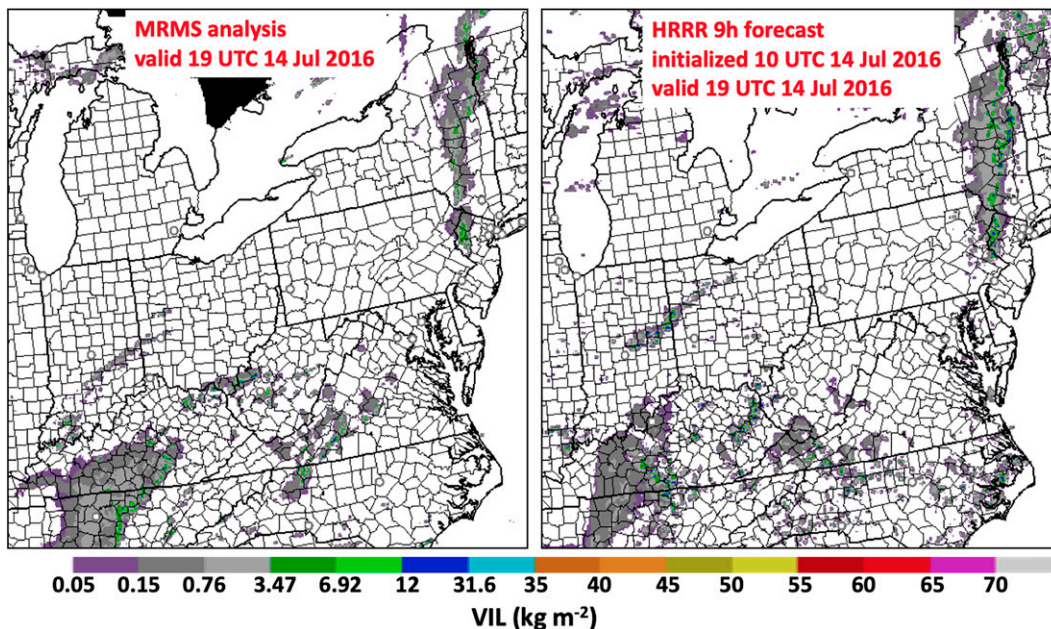 MRMS analysis
valid 19 UTC 14 Jul 2016
HRRR 9h forecast
initialized 10 UTC 14 Jul 2016
valid 19 UTC 14 Jul 2016
0.05 0.15 0.76 3.47 6.92 12 31.6 35 40 45 50 55 60 65 70
VIL (kg m⁻²)